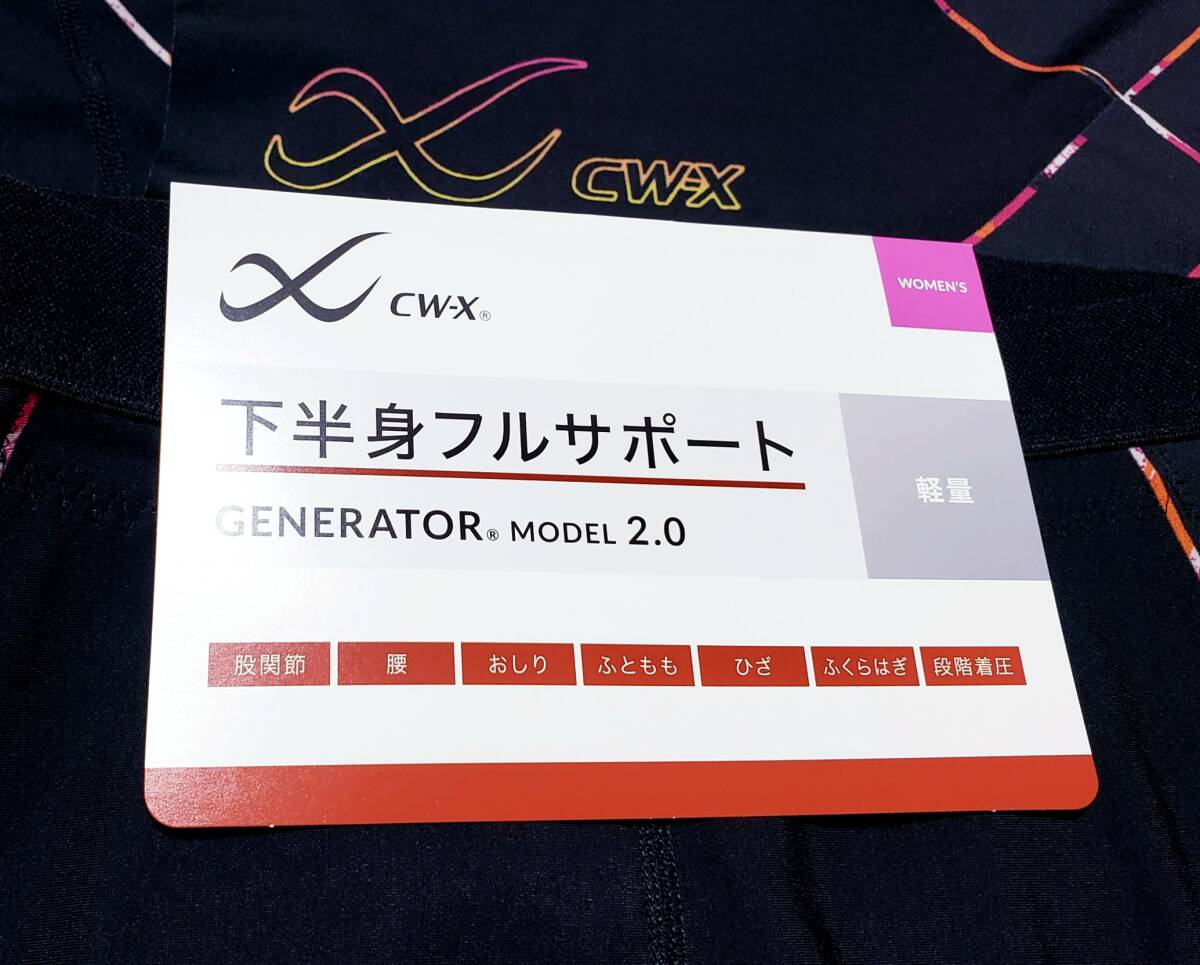 CW-X
CW-X®
WOMEN'S
下半身フルサポート
軽量
GENERATOR® MODEL 2.0
股関節 腰 おしり ふともも ひざ ふくらはぎ 段階着圧